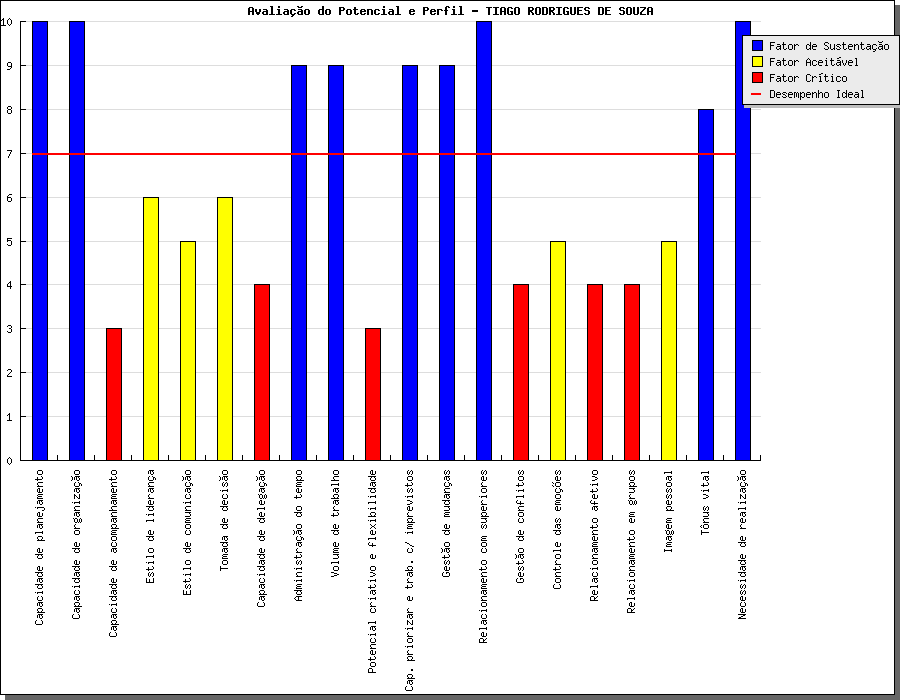 Avaliação do Potencial e Perfil - TIAGO RODRIGUES DE SOUZA
10
9
8
7
6
5
4
3
2
1
0
Fator de Sustentação
Fator Aceitável
Fator Crítico
Desempenho Ideal
Capacidade de planejamento
Capacidade de organização
Capacidade de acompanhamento
Estilo de liderança
Estilo de comunicação
Tomada de decisão
Capacidade de delegação
Administração do tempo
Volume de trabalho
Potencial criativo e flexibilidade
Cap. priorizar e trab. c/ imprevistos
Gestão de mudanças
Relacionamento com superiores
Gestão de conflitos
Controle das emoções
Relacionamento afetivo
Relacionamento em grupos
Imagem pessoal
Tônus vital
Necessidade de realização